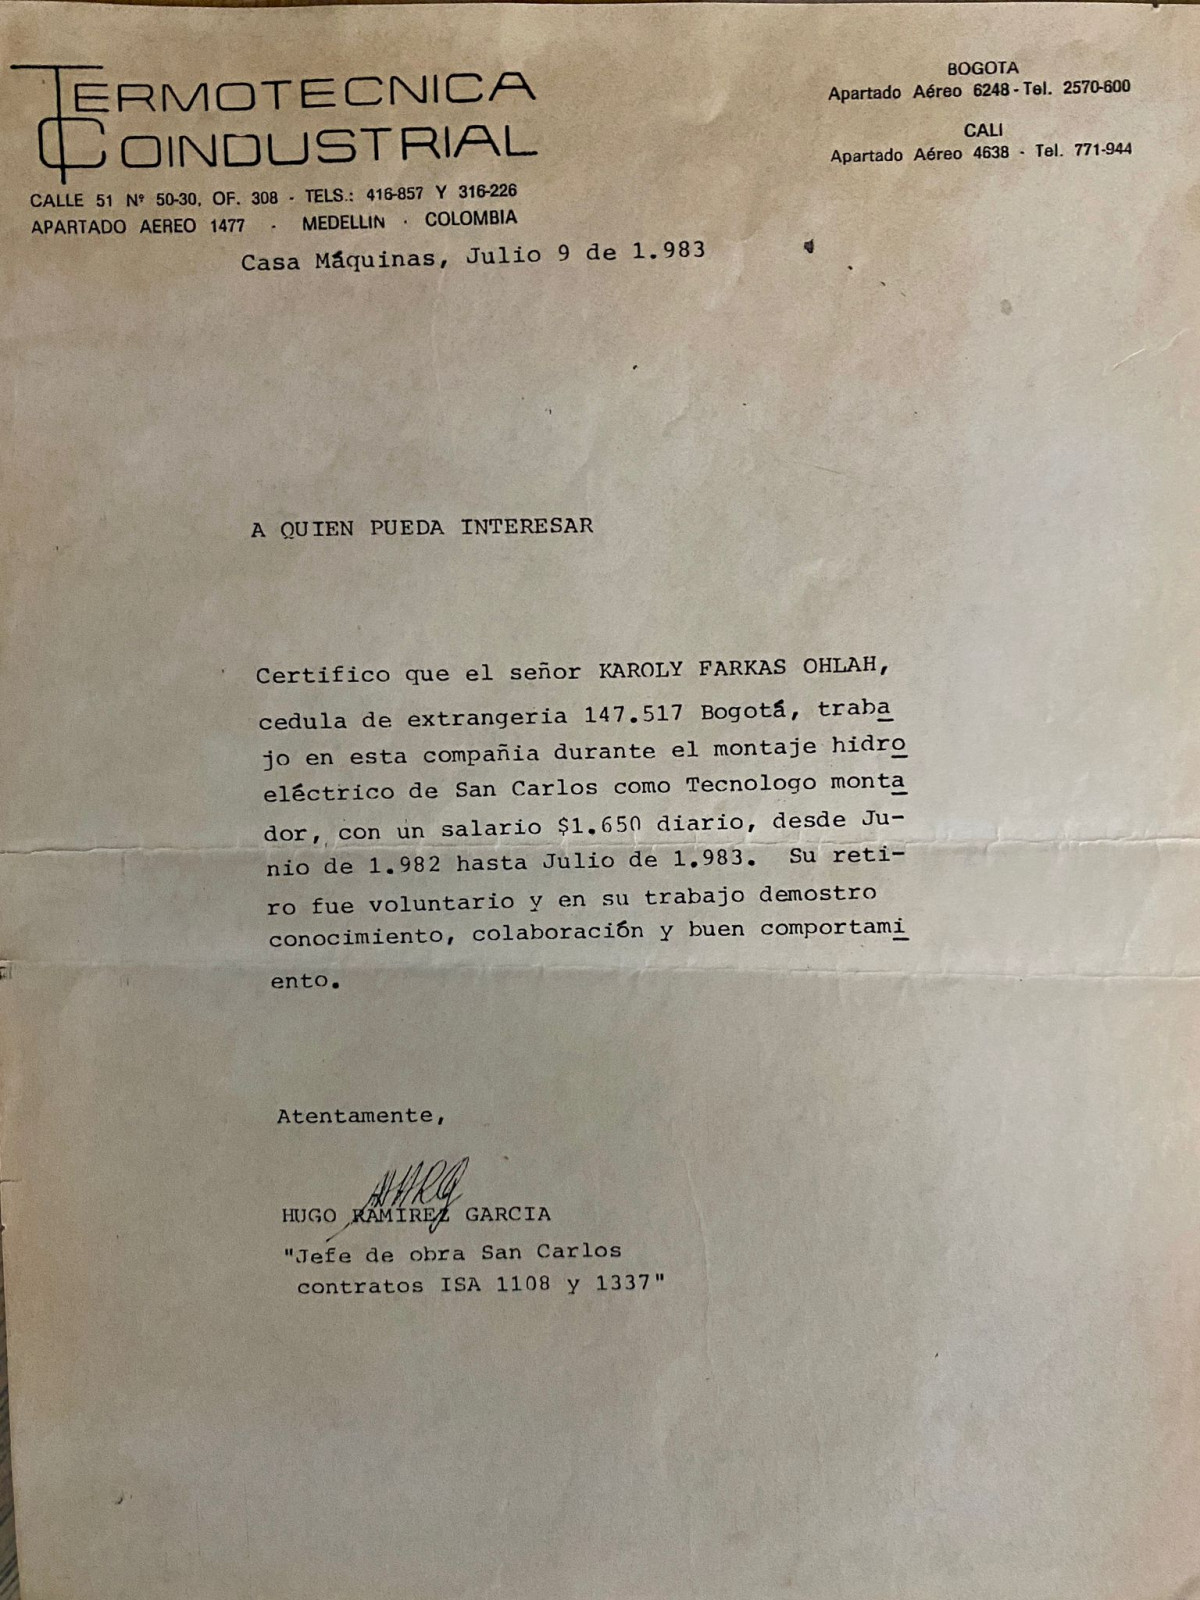 TERMOTECNICA
COINDUSTRIAL
CALLE 51 Nº 50-30, OF. 308 - TELS.: 416-857 Y 316-226
APARTADO AEREO 1477 - MEDELLIN - COLOMBIA
BOGOTA
Apartado Aéreo 6248 - Tel. 2570-600
CALI
Apartado Aéreo 4638 - Tel. 771-944
Casa Máquinas, Julio 9 de 1.983
A QUIEN PUEDA INTERESAR
Certifico que el señor KAROLY FARKAS OHLAH,
cedula de extrangeria 147.517 Bogotá, traba
jo en esta compañia durante el montaje hidro
eléctrico de San Carlos como Tecnologo monta
dor, con un salario $1.650 diario, desde Ju-
nio de 1.982 hasta Julio de 1.983. Su reti-
ro fue voluntario y en su trabajo demostro
conocimiento, colaboración y buen comportami
ento.
Atentamente,
HUGO RAMIREZ GARCIA
"Jefe de obra San Carlos
contratos ISA 1108 y 1337"